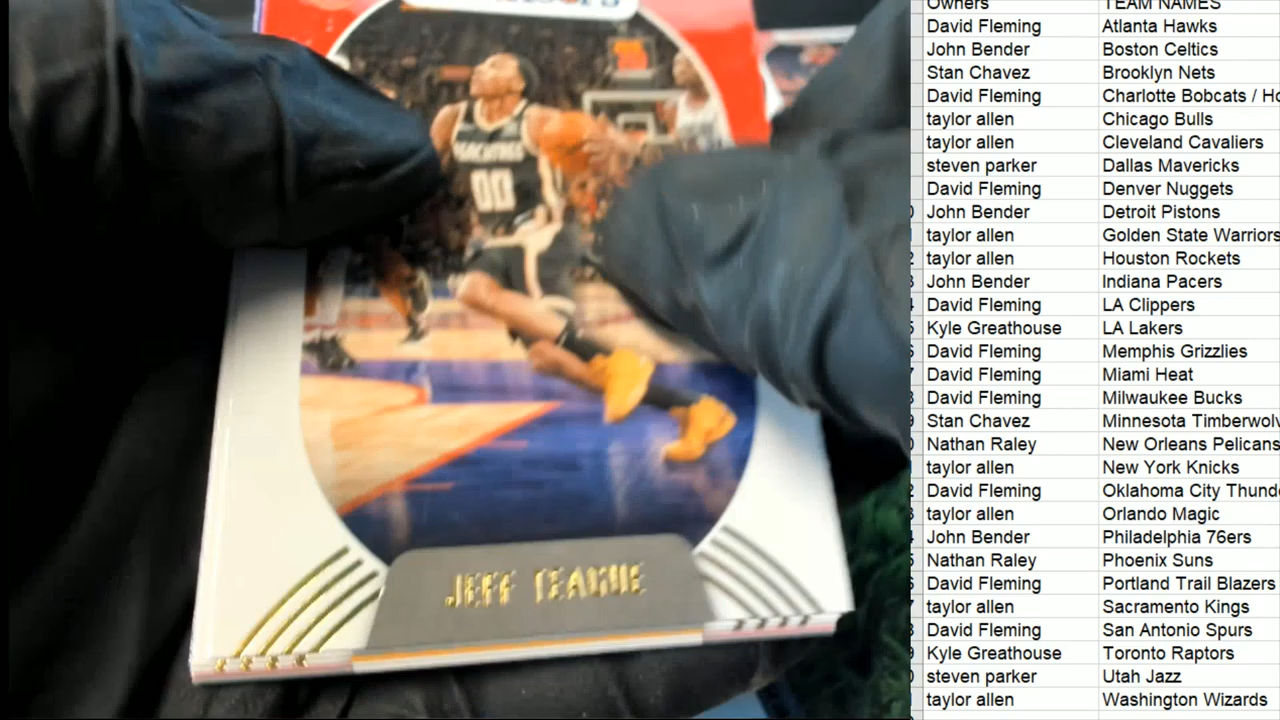 00
JEFF TEAGUE
Owners TEAM NAMES
David Fleming Atlanta Hawks
John Bender Boston Celtics
Stan Chavez Brooklyn Nets
David Fleming Charlotte Bobcats / Ho
taylor allen Chicago Bulls
taylor allen Cleveland Cavaliers
steven parker Dallas Mavericks
David Fleming Denver Nuggets
John Bender Detroit Pistons
taylor allen Golden State Warriors
taylor allen Houston Rockets
John Bender Indiana Pacers
David Fleming LA Clippers
Kyle Greathouse LA Lakers
David Fleming Memphis Grizzlies
David Fleming Miami Heat
David Fleming Milwaukee Bucks
Stan Chavez Minnesota Timberwolv
Nathan Raley New Orleans Pelicans
taylor allen New York Knicks
David Fleming Oklahoma City Thund
taylor allen Orlando Magic
John Bender Philadelphia 76ers
Nathan Raley Phoenix Suns
David Fleming Portland Trail Blazers
taylor allen Sacramento Kings
David Fleming San Antonio Spurs
Kyle Greathouse Toronto Raptors
steven parker Utah Jazz
taylor allen Washington Wizards